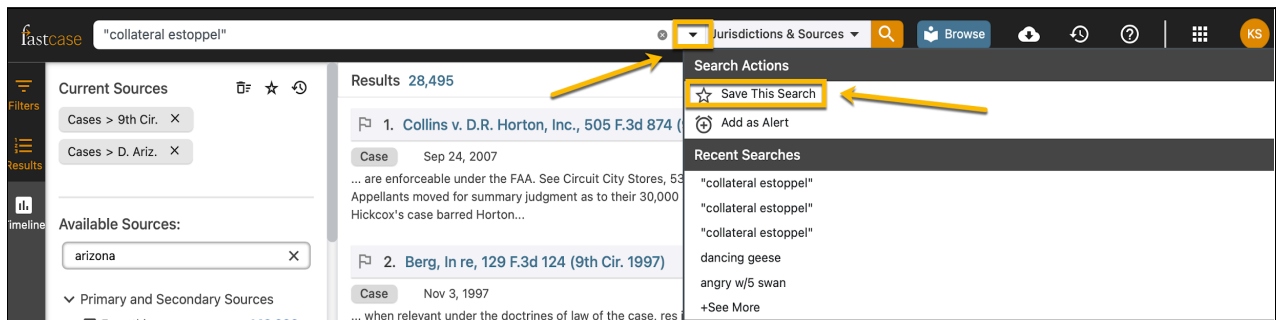 fastcase
"collateral estoppel"
Jurisdictions & Sources
Browse
KS
Filters
Results
Timeline
Current Sources
Cases > 9th Cir. X
Cases > D. Ariz. X
Available Sources:
arizona
Primary and Secondary Sources
Results 28,495
1. Collins v. D.R. Horton, Inc., 505 F.3d 874
Case Sep 24, 2007
... are enforceable under the FAA. See Circuit City Stores, 53
Appellants moved for summary judgment as to their 30,000
Hickcox's case barred Horton...
2. Berg, In re, 129 F.3d 124 (9th Cir. 1997)
Case Nov 3, 1997
... when relevant under the doctrines of law of the case, res
Search Actions
Save This Search
Add as Alert
Recent Searches
"collateral estoppel"
"collateral estoppel"
"collateral estoppel"
dancing geese
angry w/5 swan
+See More